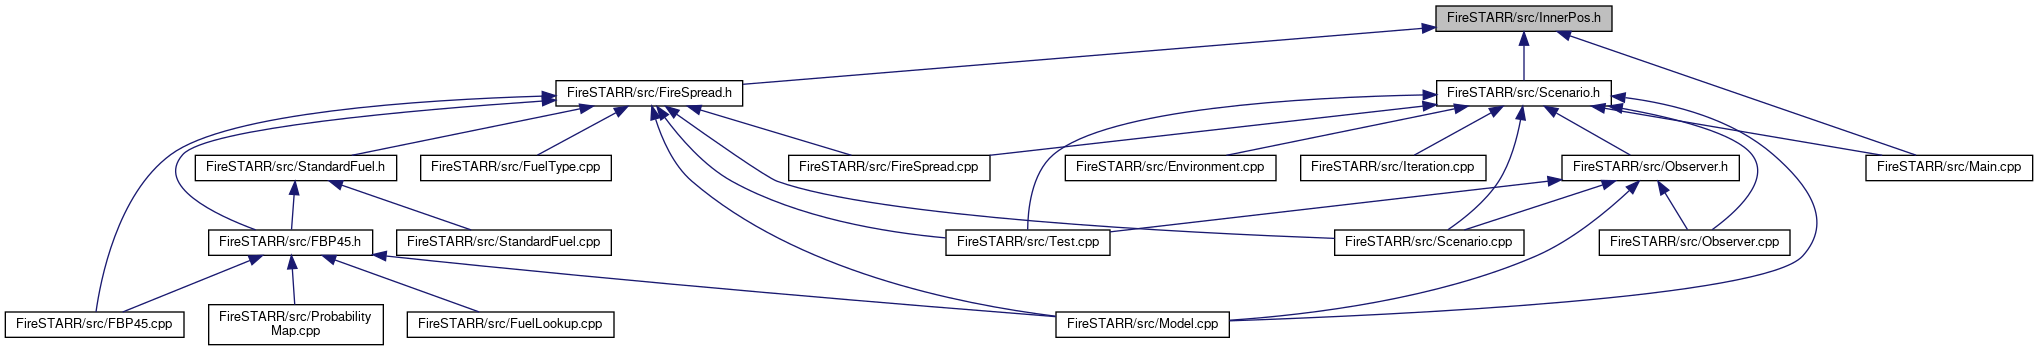 FireSTARR/src/InnerPos.h
FireSTARR/src/FireSpread.h
FireSTARR/src/Scenario.h
FireSTARR/src/StandardFuel.h
FireSTARR/src/FuelType.cpp
FireSTARR/src/FireSpread.cpp
FireSTARR/src/Environment.cpp
FireSTARR/src/Iteration.cpp
FireSTARR/src/Observer.h
FireSTARR/src/Main.cpp
FireSTARR/src/FBP45.h
FireSTARR/src/StandardFuel.cpp
FireSTARR/src/Test.cpp
FireSTARR/src/Scenario.cpp
FireSTARR/src/Observer.cpp
FireSTARR/src/FBP45.cpp
FireSTARR/src/Probability
Map.cpp
FireSTARR/src/FuelLookup.cpp
FireSTARR/src/Model.cpp